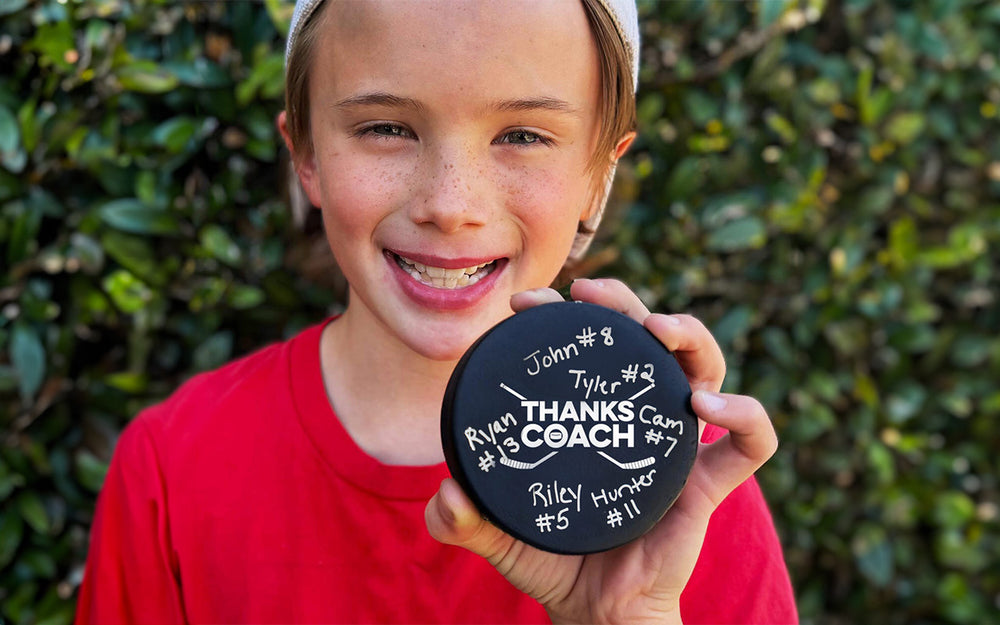 John #8
Tyler #2
Ryan
#13
THANKS
COACH
Cam
#7
Riley
#5
Hunter
#11